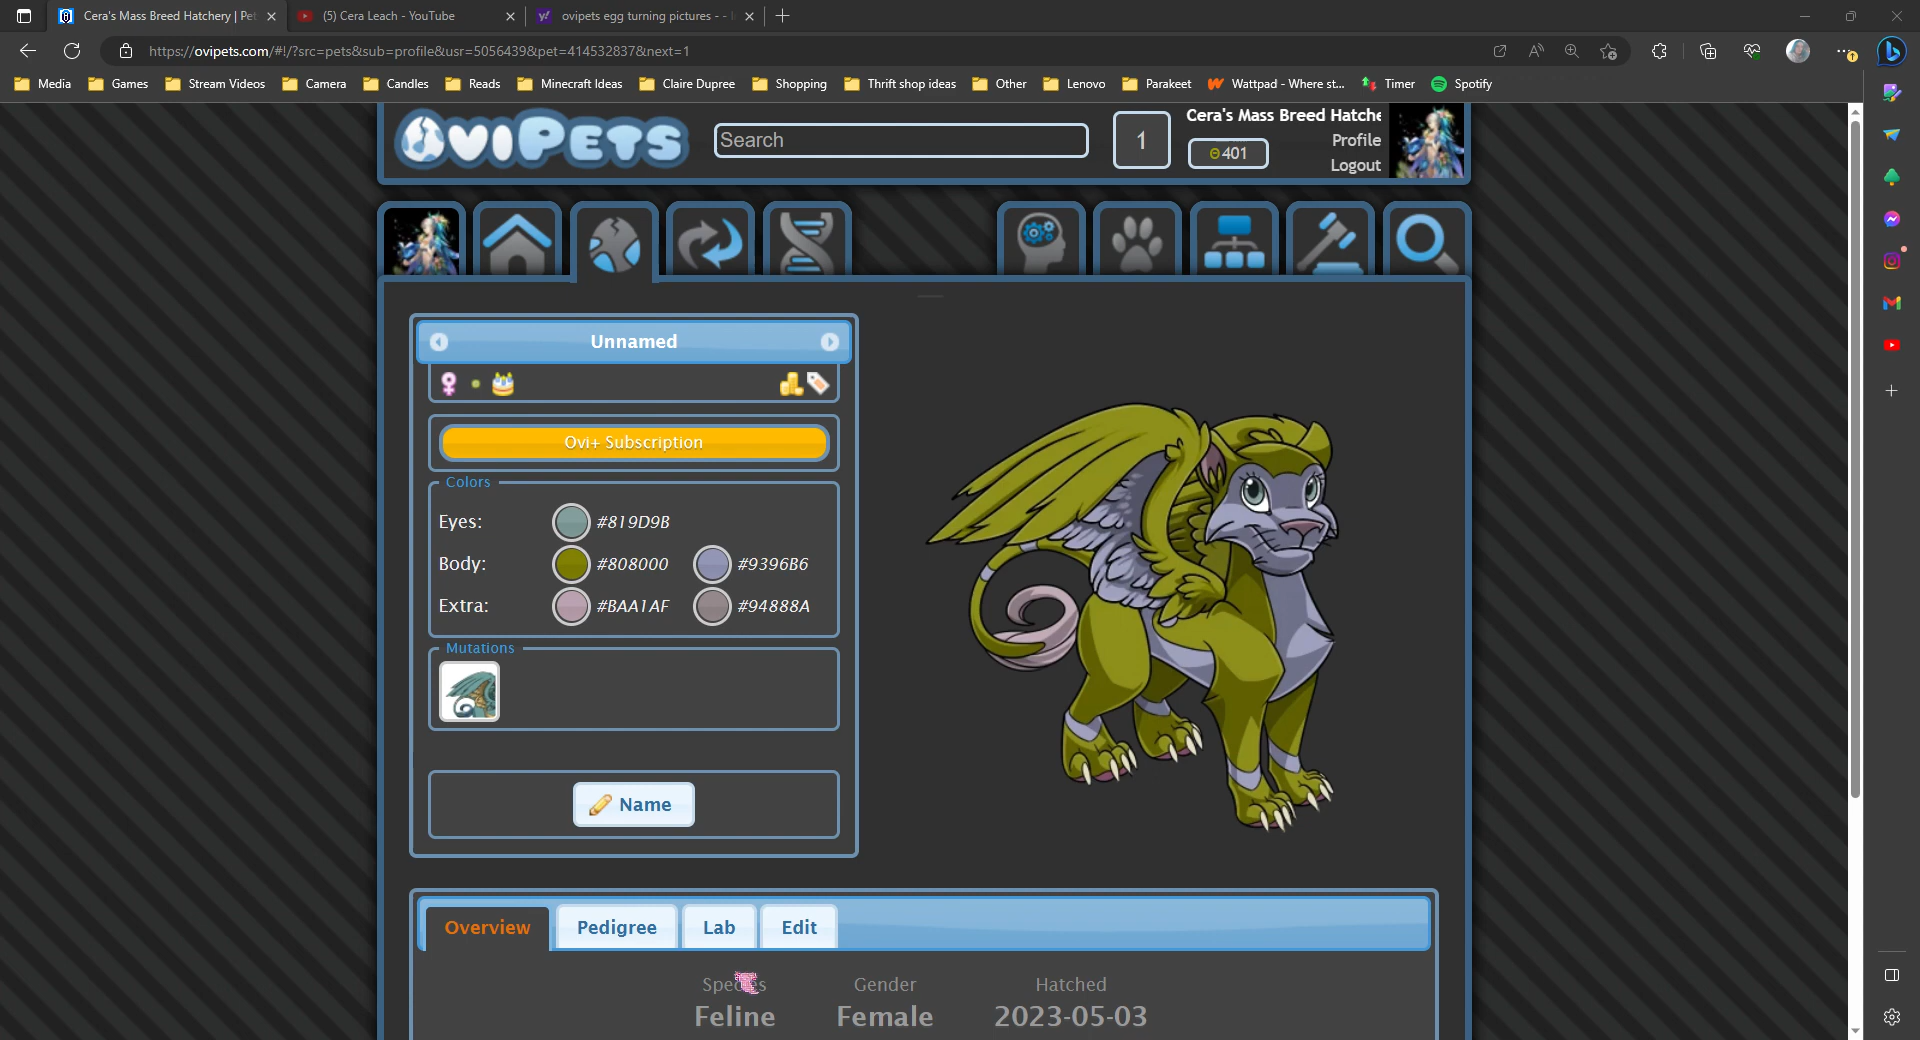 Cera's Mass Breed Hatchery | Pet
(5) Cera Leach - YouTube
ovipets egg turning pictures - -
https://ovipets.com/#!/?src=pets&sub=profile&usr=5056439&pet=414532837&next=1
Media Games Stream Videos Camera Candles Reads Minecraft Ideas Claire Dupree Shopping Thrift shop ideas Other Lenovo Parakeet Wattpad - Where st... Timer Spotify
OVIPETS
Search
1
Cera's Mass Breed Hatche
401
Profile
Logout
Unnamed
Ovi+ Subscription
Colors
Eyes: #819D9B
Body: #808000 #9396B6
Extra: #BAA1AF #94888A
Mutations
Name
Overview Pedigree Lab Edit
Species Gender Hatched
Feline Female 2023-05-03